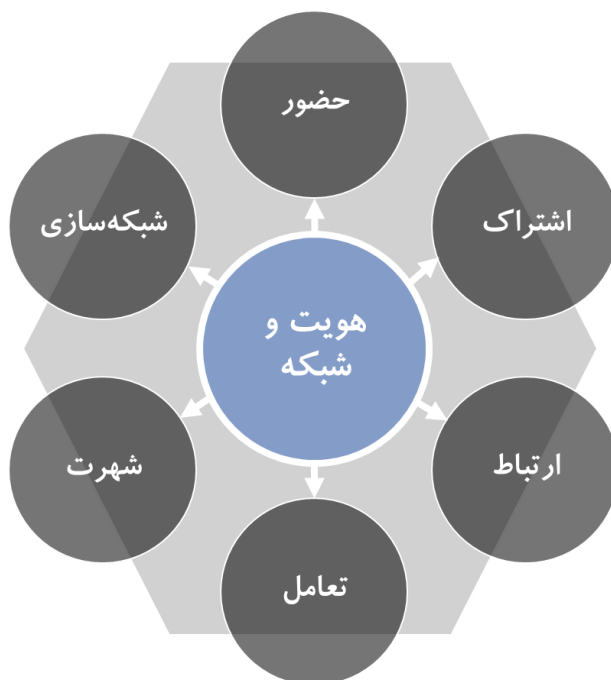 حضور
اشتراک
شبکه‌سازی
هویت و
شبکه
ارتباط
شهرت
تعامل